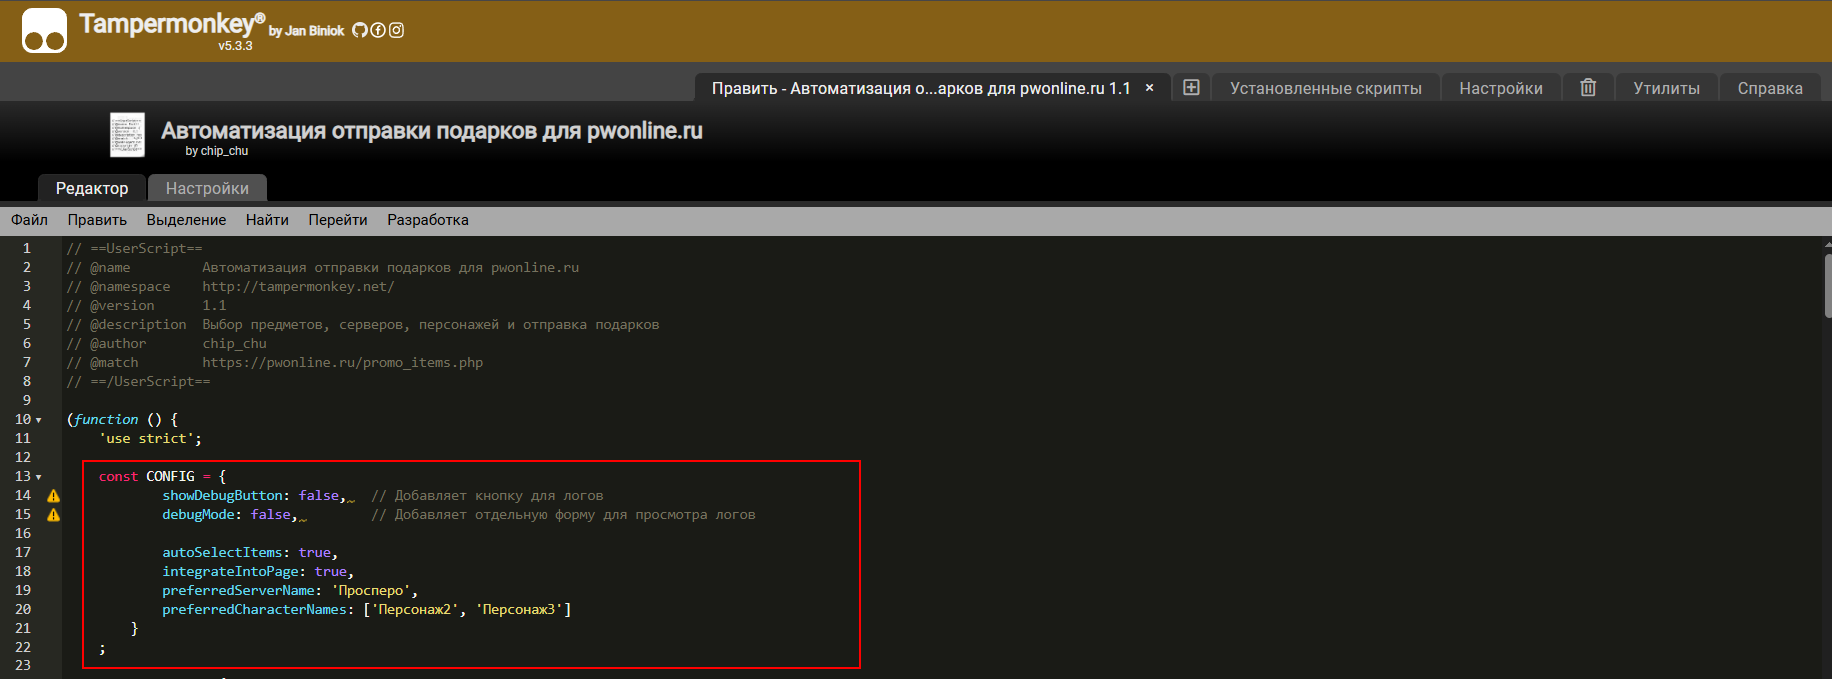 Tampermonkey® by Jan Biniok
v5.3.3
Править - Автоматизация о...арков для pwonline.ru 1.1 ×
Установленные скрипты
Настройки
Утилиты
Справка
Автоматизация отправки подарков для pwonline.ru
by chip_chu
Редактор
Настройки
Файл Править Выделение Найти Перейти Разработка
1 // ==UserScript==
2 // @name         Автоматизация отправки подарков для pwonline.ru
3 // @namespace    http://tampermonkey.net/
4 // @version      1.1
5 // @description  Выбор предметов, серверов, персонажей и отправка подарков
6 // @author       chip_chu
7 // @match        https://pwonline.ru/promo_items.php
8 // ==/UserScript==
9
10 (function () {
11     'use strict';
12
13     const CONFIG = {
14             showDebugButton: false,  // Добавляет кнопку для логов
15             debugMode: false,        // Добавляет отдельную форму для просмотра логов
16
17             autoSelectItems: true,
18             integrateIntoPage: true,
19             preferredServerName: 'Просперо',
20             preferredCharacterNames: ['Персонаж2', 'Персонаж3']
21         }
22     ;
23